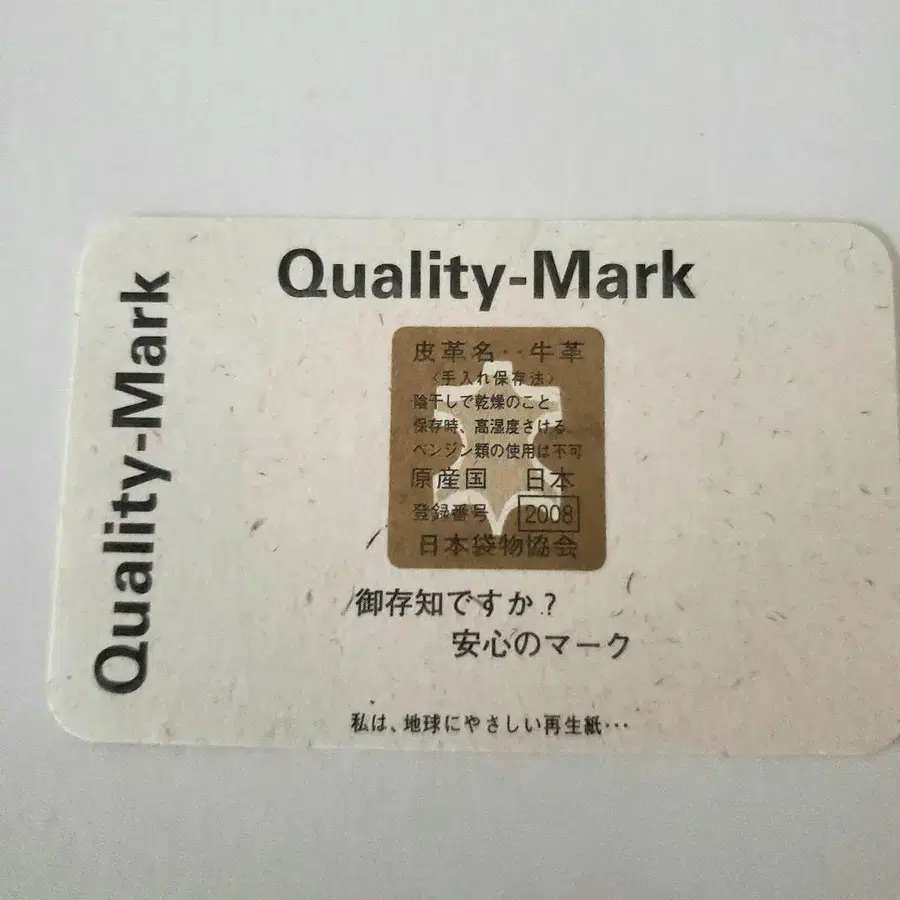 Quality-Mark
Quality-Mark
皮革名‥牛革
〈手入れ保存法〉
陰干しで乾燥のこと
保存時、高湿度さける
ベンジン類の使用は不可
原産国 日本
登録番号 2008
日本袋物協会
御存知ですか?
安心のマーク
私は、地球にやさしい再生紙…